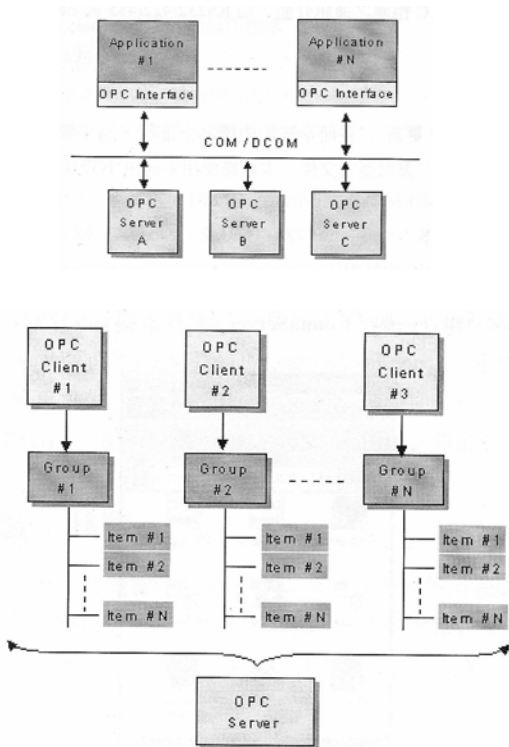 Application Application
#1 #N
OPC Interface OPC Interface
COM / DCOM
OPC OPC OPC
Server Server Server
A B C
OPC OPC OPC
Client Client Client
#1 #2 #3
Group Group Group
#1 #2 #N
Item #1 Item #1 Item #1
Item #2 Item #2 Item #2
Item #N Item #N Item #N
OPC
Server